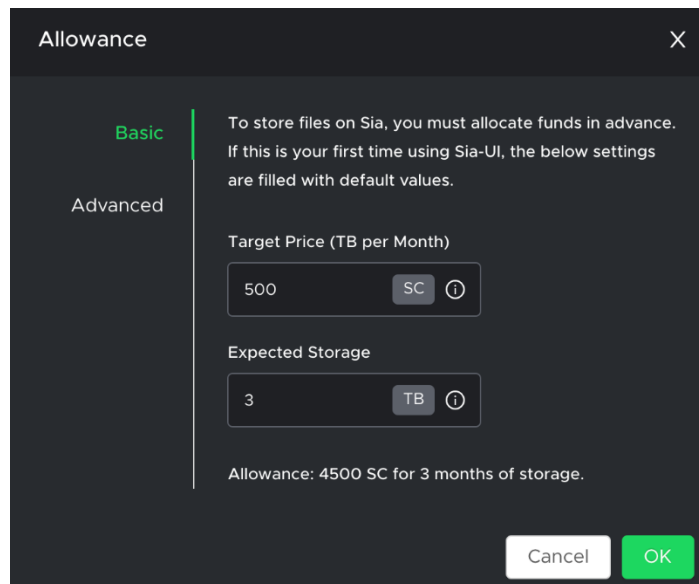 Allowance
X
Basic
Advanced
To store files on Sia, you must allocate funds in advance.
If this is your first time using Sia-UI, the below settings
are filled with default values.
Target Price (TB per Month)
500 SC
Expected Storage
3 TB
Allowance: 4500 SC for 3 months of storage.
Cancel OK